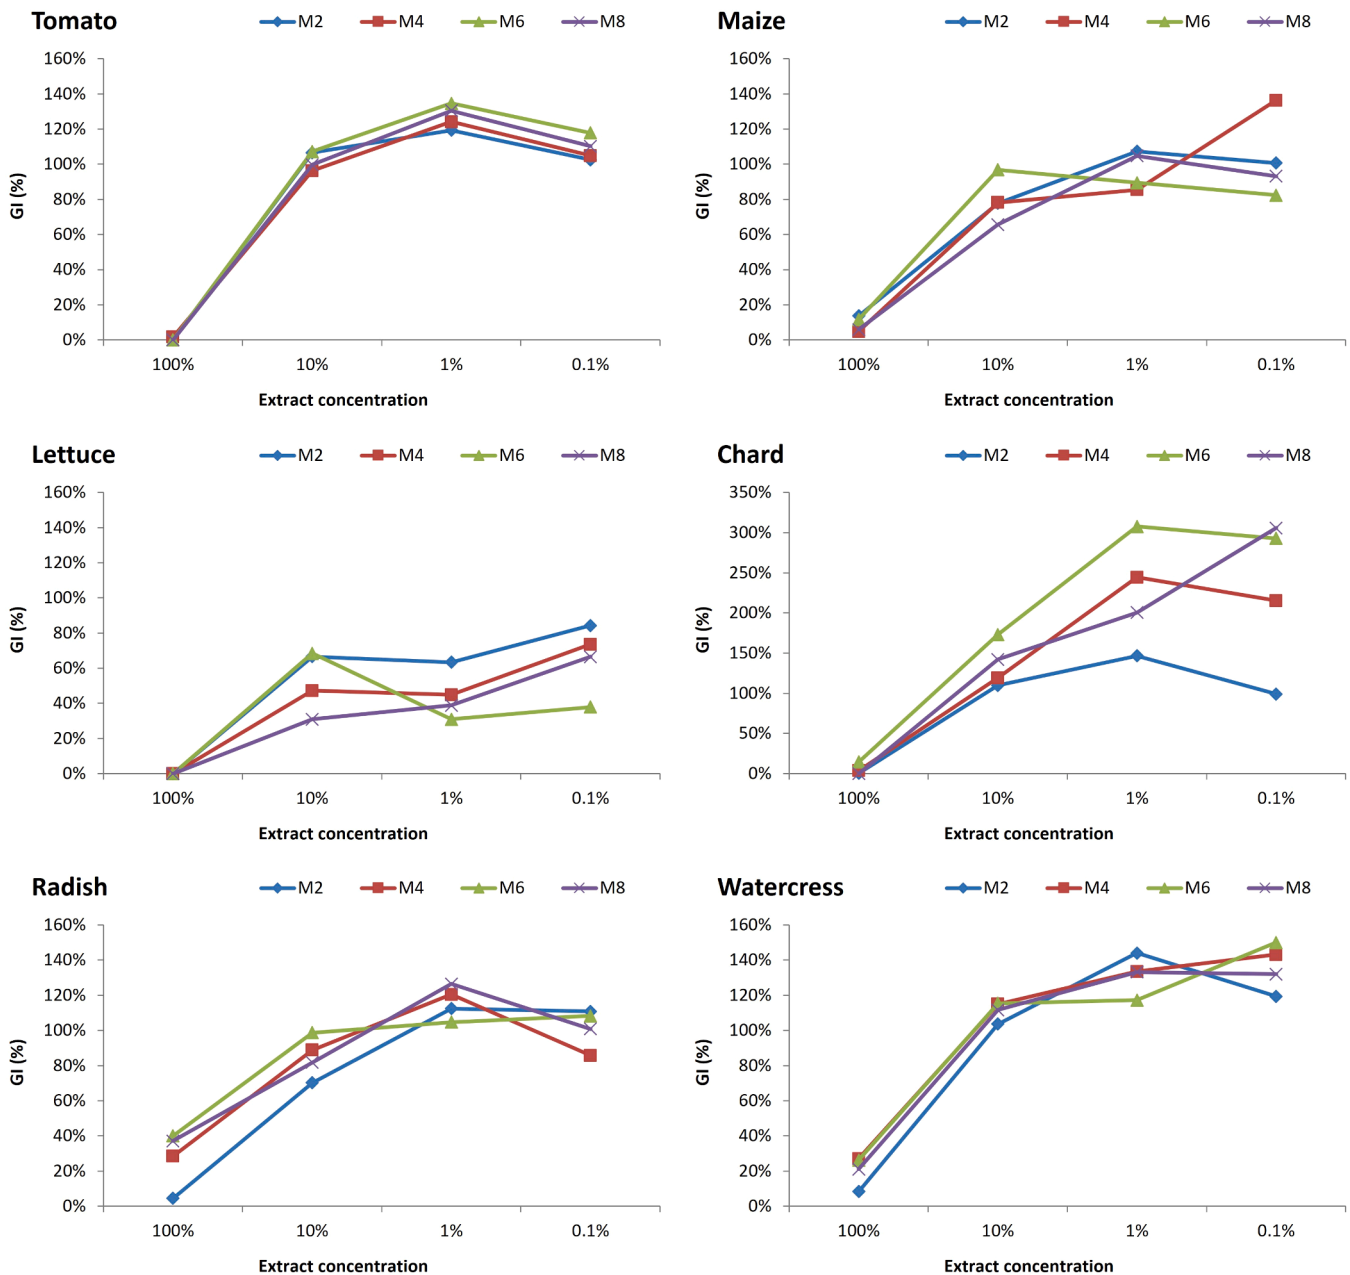 Tomato
M2 M4 M6 M8
160%
140%
120%
100%
80%
60%
40%
20%
0%
GI (%)
100% 10% 1% 0.1%
Extract concentration
Maize
M2 M4 M6 M8
160%
140%
120%
100%
80%
60%
40%
20%
0%
GI (%)
100% 10% 1% 0.1%
Extract concentration
Lettuce
M2 M4 M6 M8
160%
140%
120%
100%
80%
60%
40%
20%
0%
GI (%)
100% 10% 1% 0.1%
Extract concentration
Chard
M2 M4 M6 M8
350%
300%
250%
200%
150%
100%
50%
0%
GI (%)
100% 10% 1% 0.1%
Extract concentration
Radish
M2 M4 M6 M8
160%
140%
120%
100%
80%
60%
40%
20%
0%
GI (%)
100% 10% 1% 0.1%
Extract concentration
Watercress
M2 M4 M6 M8
160%
140%
120%
100%
80%
60%
40%
20%
0%
GI (%)
100% 10% 1% 0.1%
Extract concentration